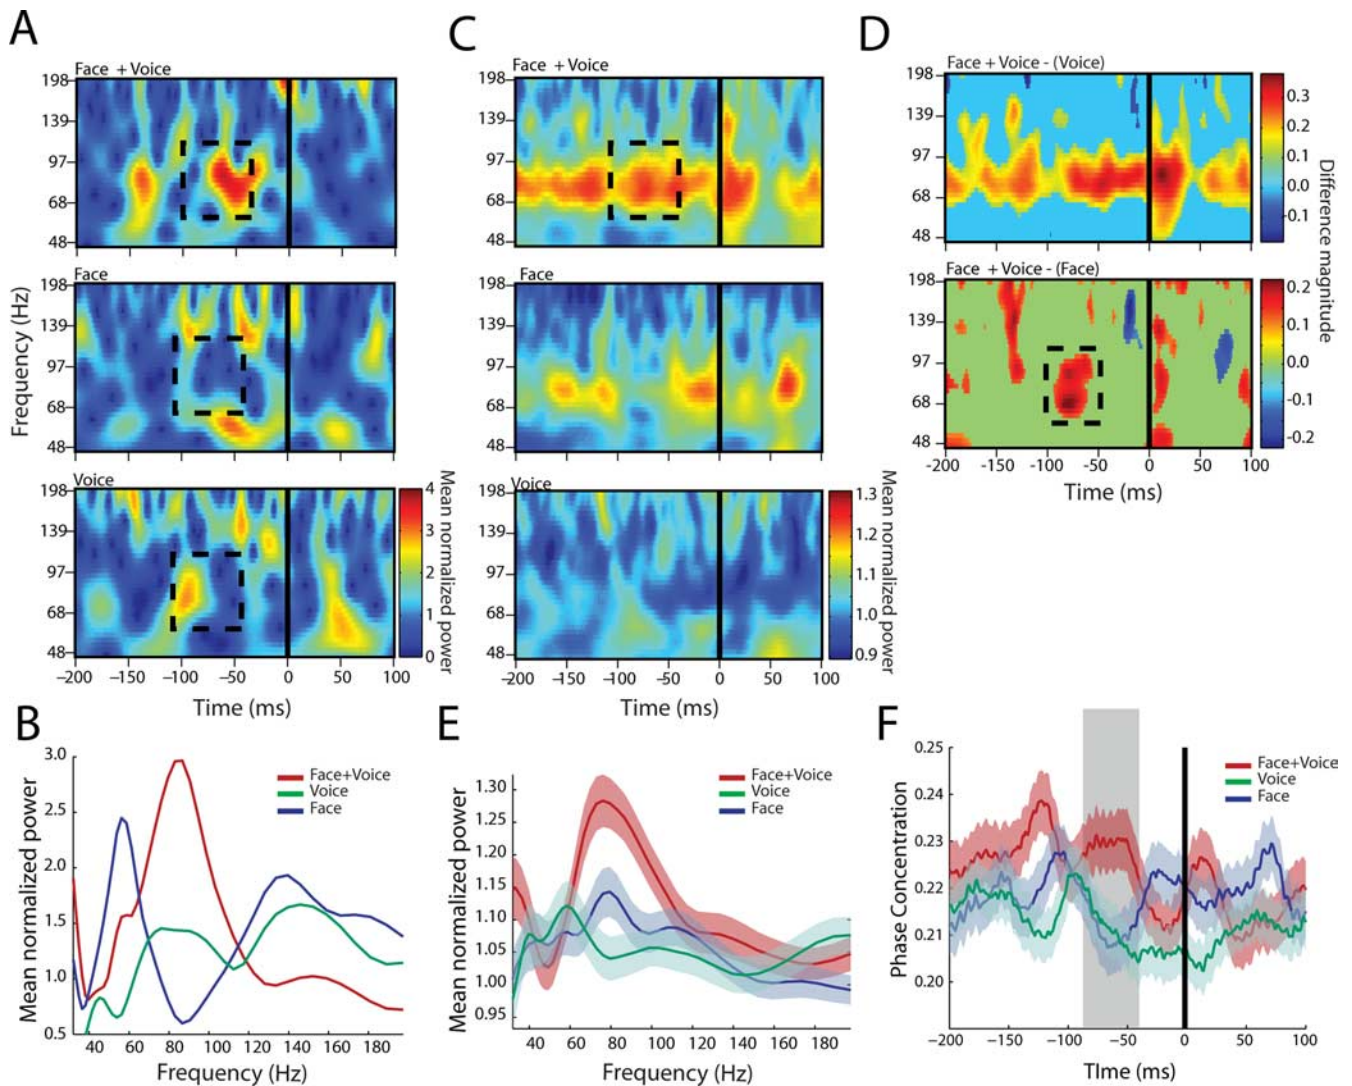 A
Face + Voice
198
139
97
68
48
Face
198
139
97
68
48
Frequency (Hz)
Voice
198
139
97
68
48
4
3
2
1
0
Mean normalized power
−200 −150 −100 −50 0 50 100
Time (ms)
C
Face + Voice
198
139
97
68
48
Face
198
139
97
68
48
Voice
198
139
97
68
48
1.3
1.2
1.1
1.0
0.9
Mean normalized power
−200 −150 −100 −50 0 50 100
Time (ms)
D
Face + Voice - (Voice)
198
139
97
68
48
0.3
0.2
0.1
0.0
0.1
Difference magnitude
Face + Voice - (Face)
198
139
97
68
48
0.2
0.1
0.0
-0.1
-0.2
-200 -150 -100 -50 0 50 100
Time (ms)
B
3.0
2.5
2.0
1.5
1.0
0.5
Mean normalized power
Face+Voice
Voice
Face
40 60 80 100 120 140 160 180
Frequency (Hz)
E
1.30
1.25
1.20
1.15
1.10
1.05
1.00
0.95
Mean normalized power
Face+Voice
Voice
Face
40 60 80 100 120 140 160 180
Frequency (Hz)
F
0.25
0.24
0.23
0.22
0.21
0.20
Phase Concentration
Face+Voice
Voice
Face
−200 −150 −100 −50 0 50 100
TIme (ms)